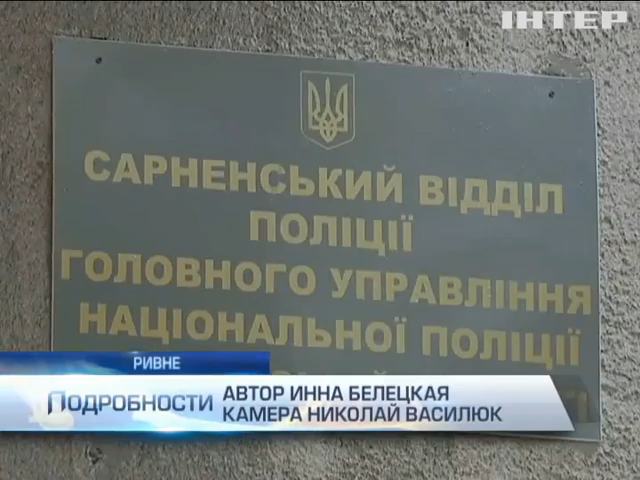 ІНТЕР
САРНЕНСЬКИЙ ВІДДІЛ
ПОЛІЦІЇ
ГОЛОВНОГО УПРАВЛІННЯ
НАЦІОНАЛЬНОЇ ПОЛІЦІЇ
РИВНЕ
ПОДРОБНОСТИ
АВТОР ИННА БЕЛЕЦКАЯ
КАМЕРА НИКОЛАЙ ВАСИЛЮК